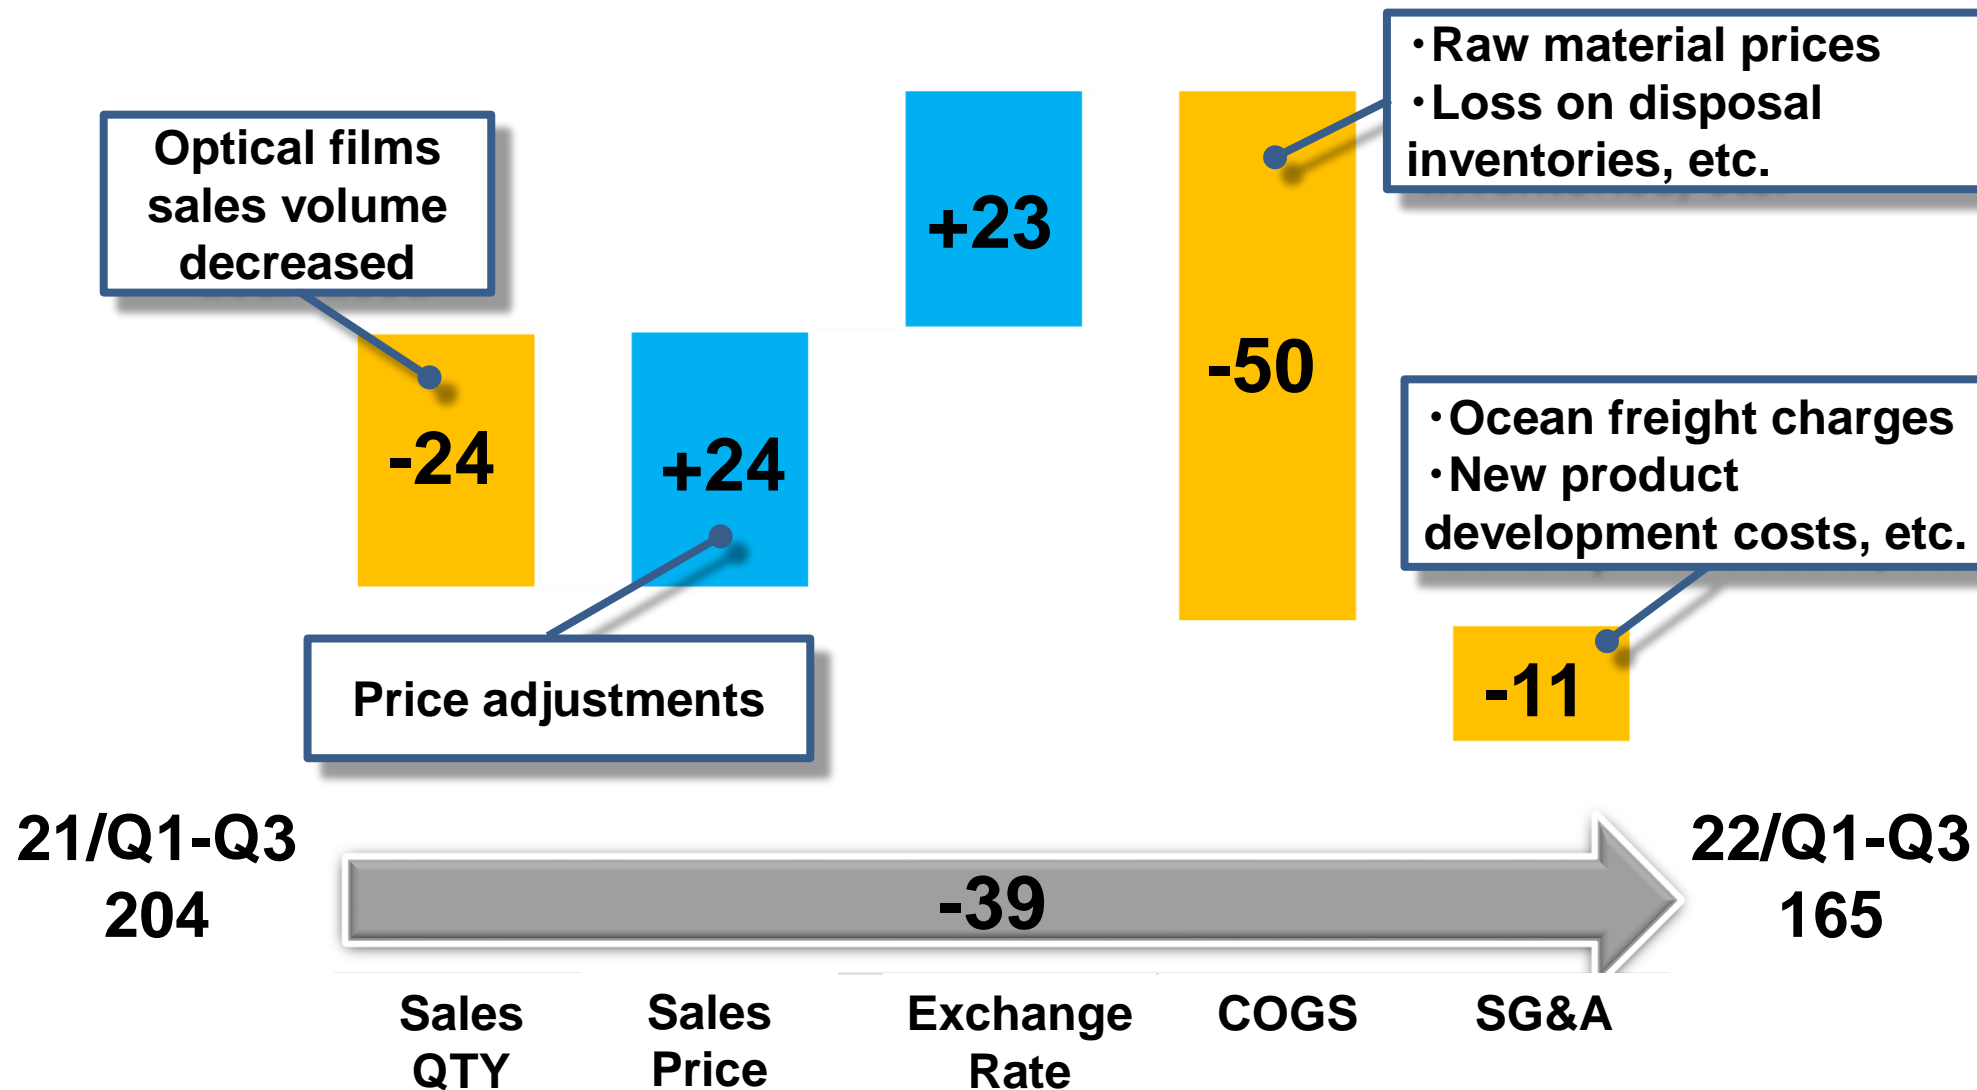 Optical films
sales volume
decreased
・Raw material prices
・Loss on disposal
inventories, etc.
+23
-50
-24
+24
・Ocean freight charges
・New product
development costs, etc.
Price adjustments
-11
21/Q1-Q3
204
-39
22/Q1-Q3
165
Sales
QTY
Sales
Price
Exchange
Rate
COGS
SG&A